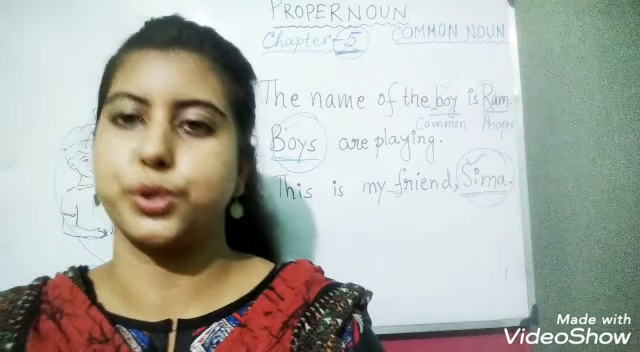 PROPER NOUN
Chapter-5 COMMON NOUN
The name of the boy is Ram.
Common Proper
Boys are playing.
This is my friend, Sima.
Made with
VideoShow